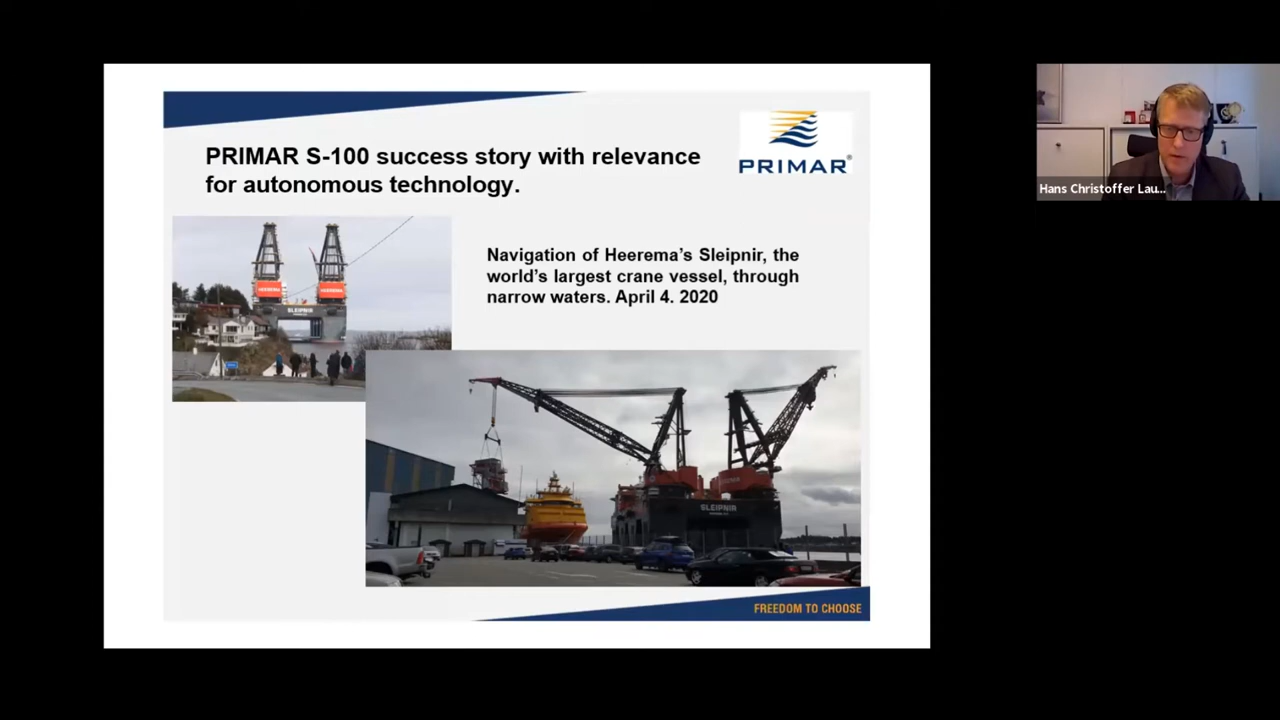 PRIMAR S-100 success story with relevance
for autonomous technology.
PRIMAR®
Navigation of Heerema's Sleipnir, the
world's largest crane vessel, through
narrow waters. April 4. 2020
HEEREMA
HEEREMA
SLEIPNIR
HEEREMA
SLEIPNIR
FREEDOM TO CHOOSE
Hans Christoffer Lau...